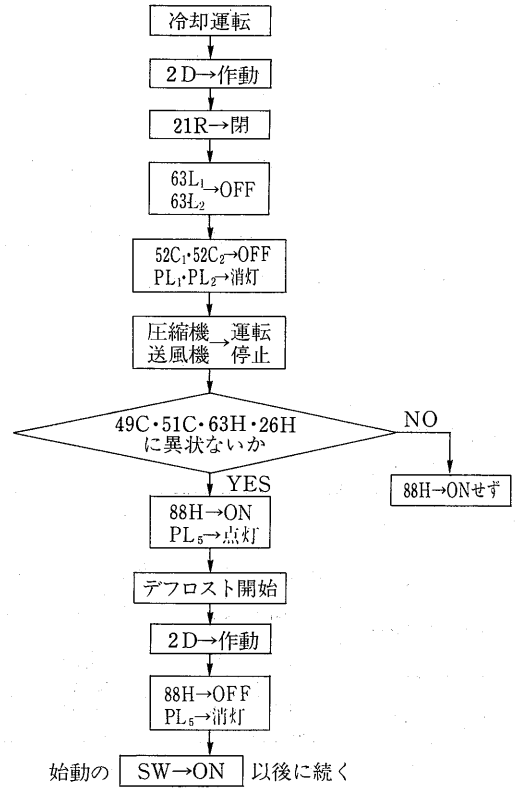 冷却運転
2D→作動
21R→閉
63L₁
63L₂ →OFF
52C₁・52C₂→OFF
PL₁・PL₂→消灯
圧縮機→運転
送風機 停止
49C・51C・63H・26H
に異状ないか
NO
88H→ONせず
YES
88H→ON
PL₅→点灯
デフロスト開始
2D→作動
88H→OFF
PL₅→消灯
始動の SW→ON 以後に続く